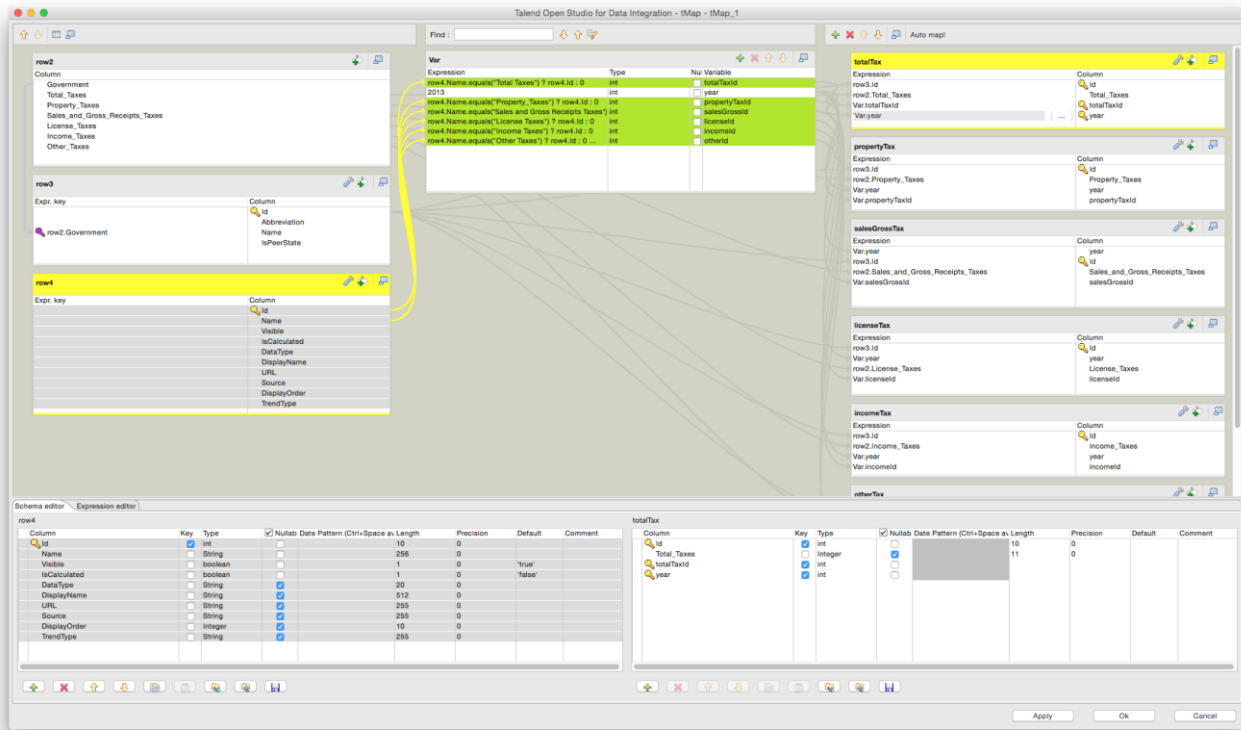 Talend Open Studio for Data Integration - tMap - tMap_1
Find :
Auto map!
row2
Column
Government
Total_Taxes
Property_Taxes
Sales_and_Gross_Receipts_Taxes
License_Taxes
Income_Taxes
Other_Taxes
row3
Expr. key Column
Id
Abbreviation
row2.Government Name
IsPeerState
row4
Expr. key Column
Id
Name
Visible
IsCalculated
DataType
DisplayName
URL
Source
DisplayOrder
TrendType
Var
Expression Type Nu Variable
row4.Name.equals("Total Taxes") ? row4.Id : 0 int totalTaxId
2013 int year
row4.Name.equals("Property_Taxes") ? row4.Id : 0 int propertyTaxId
row4.Name.equals("Sales and Gross Receipts Taxes") int salesGrossId
row4.Name.equals("License Taxes") ? row4.Id : 0 int licenseId
row4.Name.equals("Income Taxes") ? row4.Id : 0 int incomeId
row4.Name.equals("Other Taxes") ? row4.Id : 0 ... int otherId
totalTax
Expression Column
row3.Id Id
row2.Total_Taxes Total_Taxes
Var.totalTaxId totalTaxId
Var.year ... year
propertyTax
Expression Column
row3.Id Id
row2.Property_Taxes Property_Taxes
Var.year year
Var.propertyTaxId propertyTaxId
salesGrossTax
Expression Column
Var.year year
row3.Id Id
row2.Sales_and_Gross_Receipts_Taxes Sales_and_Gross_Receipts_Taxes
Var.salesGrossId salesGrossId
licenseTax
Expression Column
row3.Id Id
Var.year year
row2.License_Taxes License_Taxes
Var.licenseId licenseId
incomeTax
Expression Column
row3.Id Id
row2.Income_Taxes Income_Taxes
Var.year year
Var.incomeId incomeId
otherTax
Schema editor Expression editor
row4
Column Key Type Nullab Date Pattern (Ctrl+Space av Length Precision Default Comment
Id int 10 0
Name String 256 0
Visible boolean 1 0 'true'
IsCalculated boolean 1 0 'false'
DataType String 20 0
DisplayName String 512 0
URL String 255 0
Source String 255 0
DisplayOrder Integer 10 0
TrendType String 255 0
totalTax
Column Key Type Nullab Date Pattern (Ctrl+Space av Length Precision Default Comment
Id int 10 0
Total_Taxes Integer 11 0
totalTaxId int
year int
Apply Ok Cancel